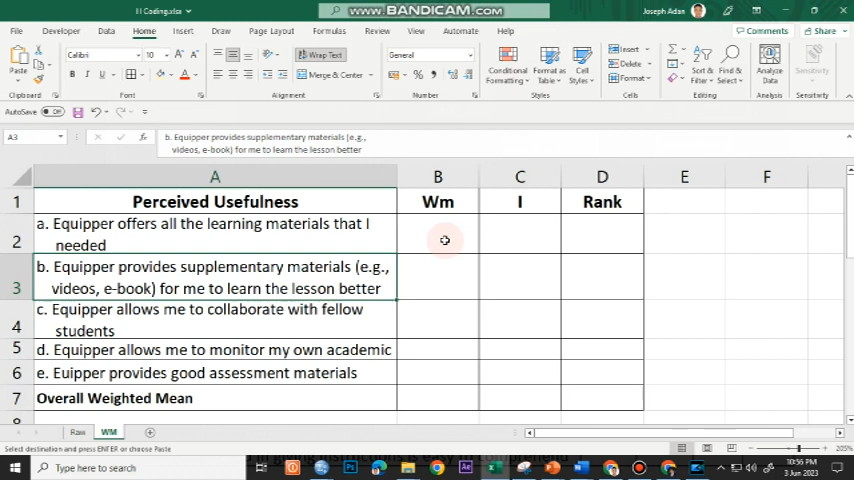 I I Coding.xlsx
www.BANDICAM.com
Joseph Adan
File
Developer
Home
Insert
Draw
Page Layout
Formulas
Review
View
Automate
Help
Comments
Share
Paste
Calibri
10
Wrap Text
Merge & Center
General
Conditional
Formatting
Format as
Table
Cell
Styles
Insert
Delete
Format
Sort &
Filter
Find &
Select
Analyze
Data
Sensitivity
Clipboard
Font
Alignment
Number
Styles
Cells
Editing
Analysis
Sensitivity
AutoSave Off
A3
b. Equipper provides supplementary materials (e.g.,
videos, e-book) for me to learn the lesson better
A B C D E F
1 Perceived Usefulness Wm I Rank
a. Equipper offers all the learning materials that I
2 needed
b. Equipper provides supplementary materials (e.g.,
3 videos, e-book) for me to learn the lesson better
c. Equipper allows me to collaborate with fellow
4 students
5 d. Equipper allows me to monitor my own academic
6 e. Euipper provides good assessment materials
7 Overall Weighted Mean
8
Raw
WM
Select destination and press ENTER or choose Paste
205%
Type here to search
10:56 PM
3 Jun 2023